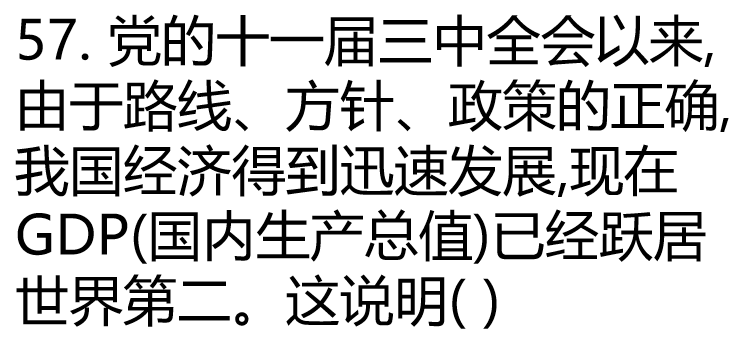 57. 党的十一届三中全会以来,
由于路线、方针、政策的正确,
我国经济得到迅速发展,现在
GDP(国内生产总值)已经跃居
世界第二。这说明( )